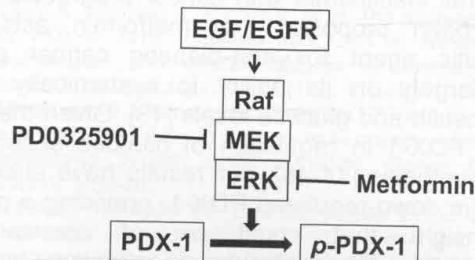 EGF/EGFR
Raf
PD0325901 MEK
ERK Metformin
PDX-1 p-PDX-1